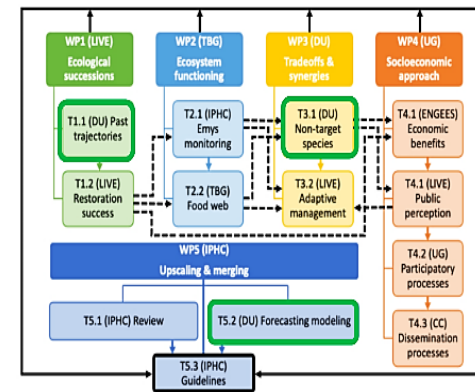 WP1 (LIVE)
Ecological
successions
WP2 (TBG)
Ecosystem
functioning
WP3 (DU)
Tradeoffs &
synergies
WP4 (UG)
Socioeconomic
approach
T1.1 (DU) Past
trajectories
T2.1 (IPHC)
Emys
monitoring
T3.1 (DU)
Non-target
species
T4.1 (ENGEES)
Economic
benefits
T1.2 (LIVE)
Restoration
success
T2.2 (TBG)
Food web
T3.2 (LIVE)
Adaptive
management
T4.1 (LIVE)
Public
perception
WP5 (IPHC)
Upscaling & merging
T4.2 (UG)
Participatory
processes
T5.1 (IPHC) Review
T5.2 (DU) Forecasting modeling
T4.3 (CC)
Dissemination
processes
T5.3 (IPHC)
Guidelines